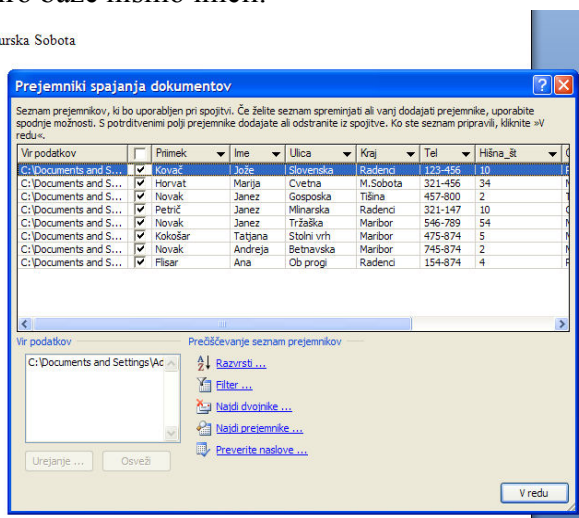 urska Sobota
Prejemniki spajanja dokumentov
Seznam prejemnikov, ki bo uporabljen pri spojitvi. Če želite seznam spreminjati ali vanj dodajati prejemnike, uporabite
spodnje možnosti. S potrditvenimi polji prejemnike dodajate ali odstranite iz spojitve. Ko ste seznam pripravili, kliknite »V
redu«.
Vir podatkov Priimek Ime Ulica Kraj Tel Hišna_št
C:\Documents and S... Kovač Jože Slovenska Radenci 123-456 10
C:\Documents and S... Horvat Marija Cvetna M.Sobota 321-456 34
C:\Documents and S... Novak Janez Gosposka Tišina 457-800 2
C:\Documents and S... Petrič Janez Mlinarska Radenci 321-147 10
C:\Documents and S... Novak Janez Tržaška Maribor 546-789 54
C:\Documents and S... Kokošar Tatjana Stolni vrh Maribor 475-874 5
C:\Documents and S... Novak Andreja Betnavska Maribor 745-874 2
C:\Documents and S... Flisar Ana Ob progi Radenci 154-874 4
Vir podatkov Prečiščevanje seznam prejemnikov
C:\Documents and Settings\Ac
Razvrsti ...
Filter ...
Najdi dvojnike ...
Najdi prejemnike ...
Preverite naslove ...
Urejanje ... Osveži
V redu